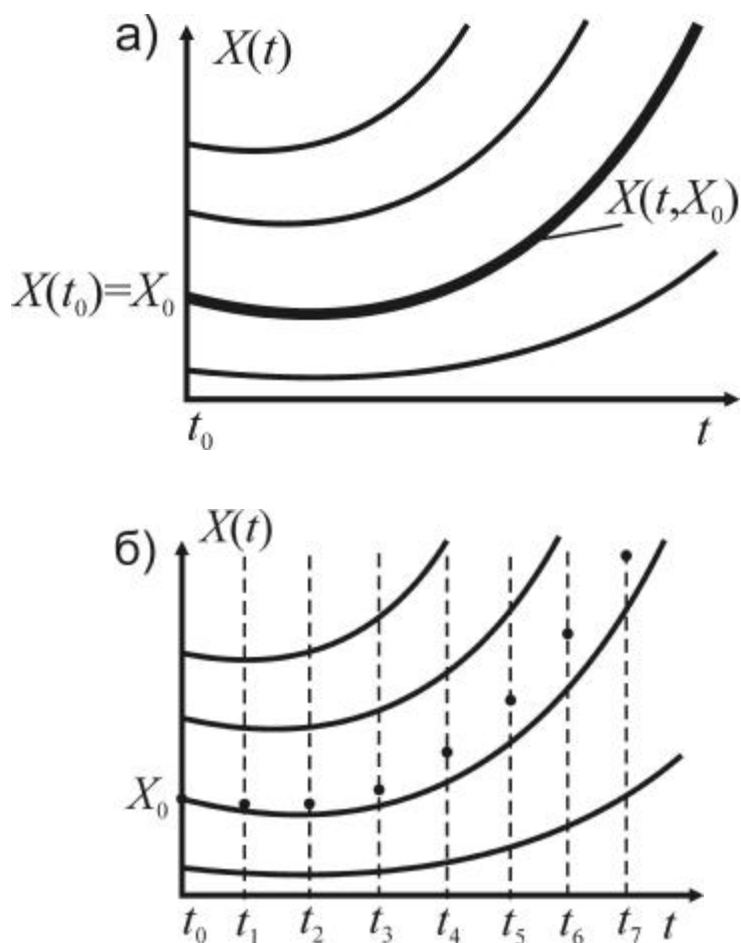 а)
X(t)
X(t,X₀)
X(t₀)=X₀
t₀
t
б)
X(t)
X₀
t₀ t₁ t₂ t₃ t₄ t₅ t₆ t₇ t